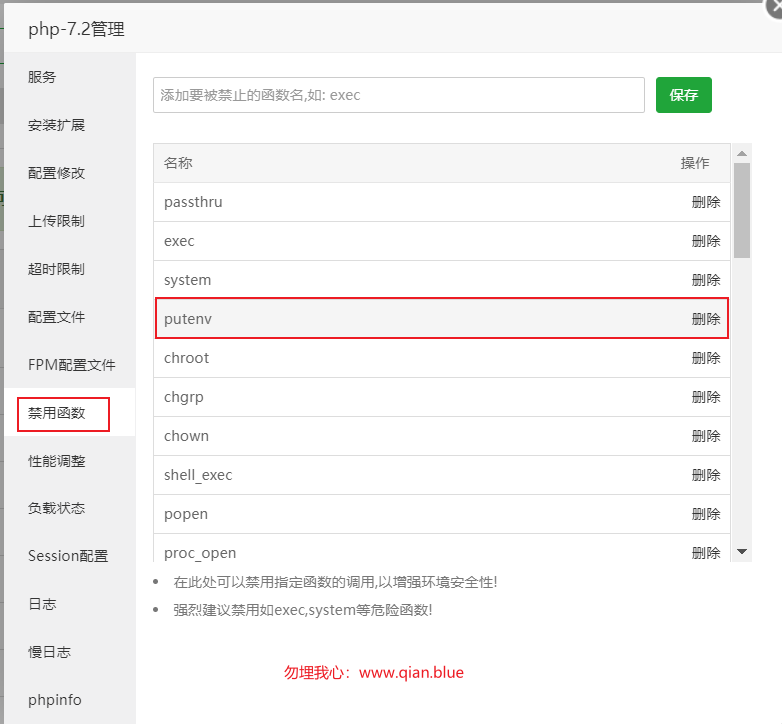 php-7.2管理
服务
安装扩展
配置修改
上传限制
超时限制
配置文件
FPM配置文件
禁用函数
性能调整
负载状态
Session配置
日志
慢日志
phpinfo
添加要被禁止的函数名,如: exec
保存
名称 操作
passthru 删除
exec 删除
system 删除
putenv 删除
chroot 删除
chgrp 删除
chown 删除
shell_exec 删除
popen 删除
proc_open 删除
在此处可以禁用指定函数的调用,以增强环境安全性!
强烈建议禁用如exec,system等危险函数!
勿埋我心：www.qian.blue